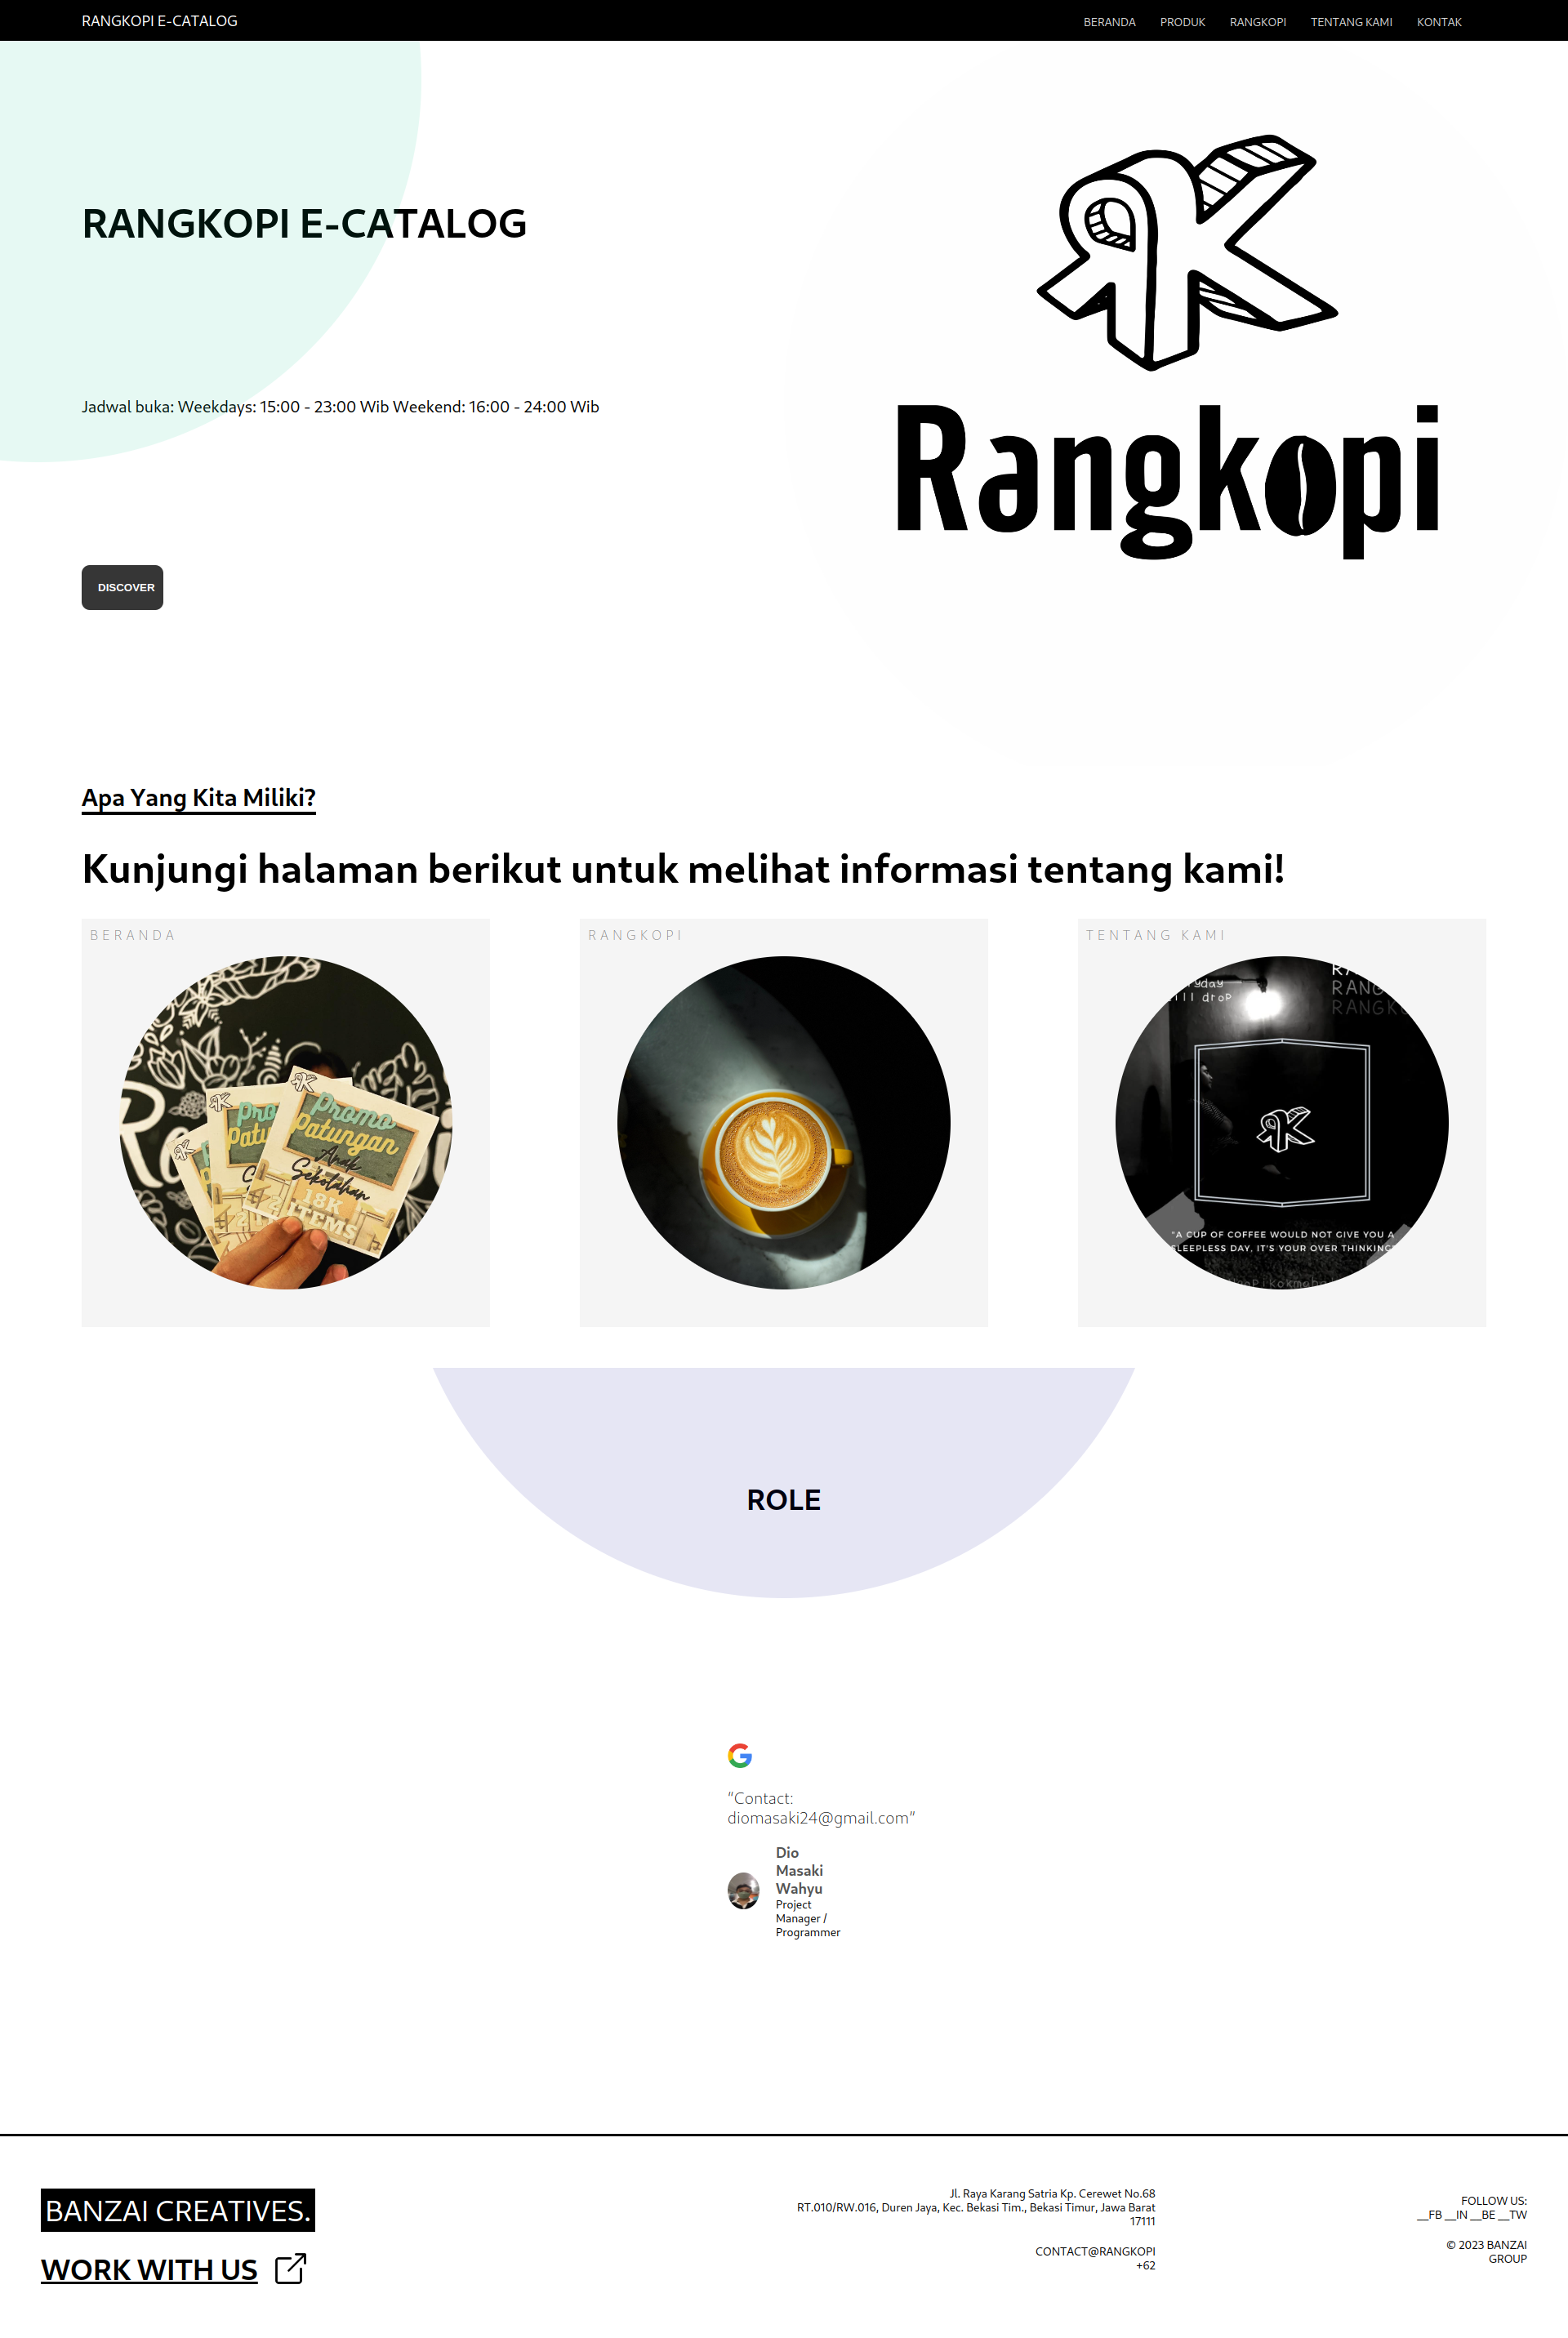 RANGKOPI E-CATALOG
BERANDA PRODUK RANGKOPI TENTANG KAMI KONTAK
RANGKOPI E-CATALOG
Jadwal buka: Weekdays: 15:00 - 23:00 Wib Weekend: 16:00 - 24:00 Wib
DISCOVER
RK
Rangkopi
Apa Yang Kita Miliki?
Kunjungi halaman berikut untuk melihat informasi tentang kami!
BERANDA
Promo
Patungan
Anak
Sekolahan
18K
ITEMS
RANGKOPI
TENTANG KAMI
"A CUP OF COFFEE WOULD NOT GIVE YOU A
SLEEPLESS DAY, IT'S YOUR OVER THINKING"
ROLE
"Contact:
diomasaki24@gmail.com"
Dio
Masaki
Wahyu
Project
Manager /
Programmer
BANZAI CREATIVES.
WORK WITH US
Jl. Raya Karang Satria Kp. Cerewet No.68
RT.010/RW.016, Duren Jaya, Kec. Bekasi Tim., Bekasi Timur, Jawa Barat
17111
CONTACT@RANGKOPI
+62
FOLLOW US:
__FB __IN __BE __TW
© 2023 BANZAI
GROUP